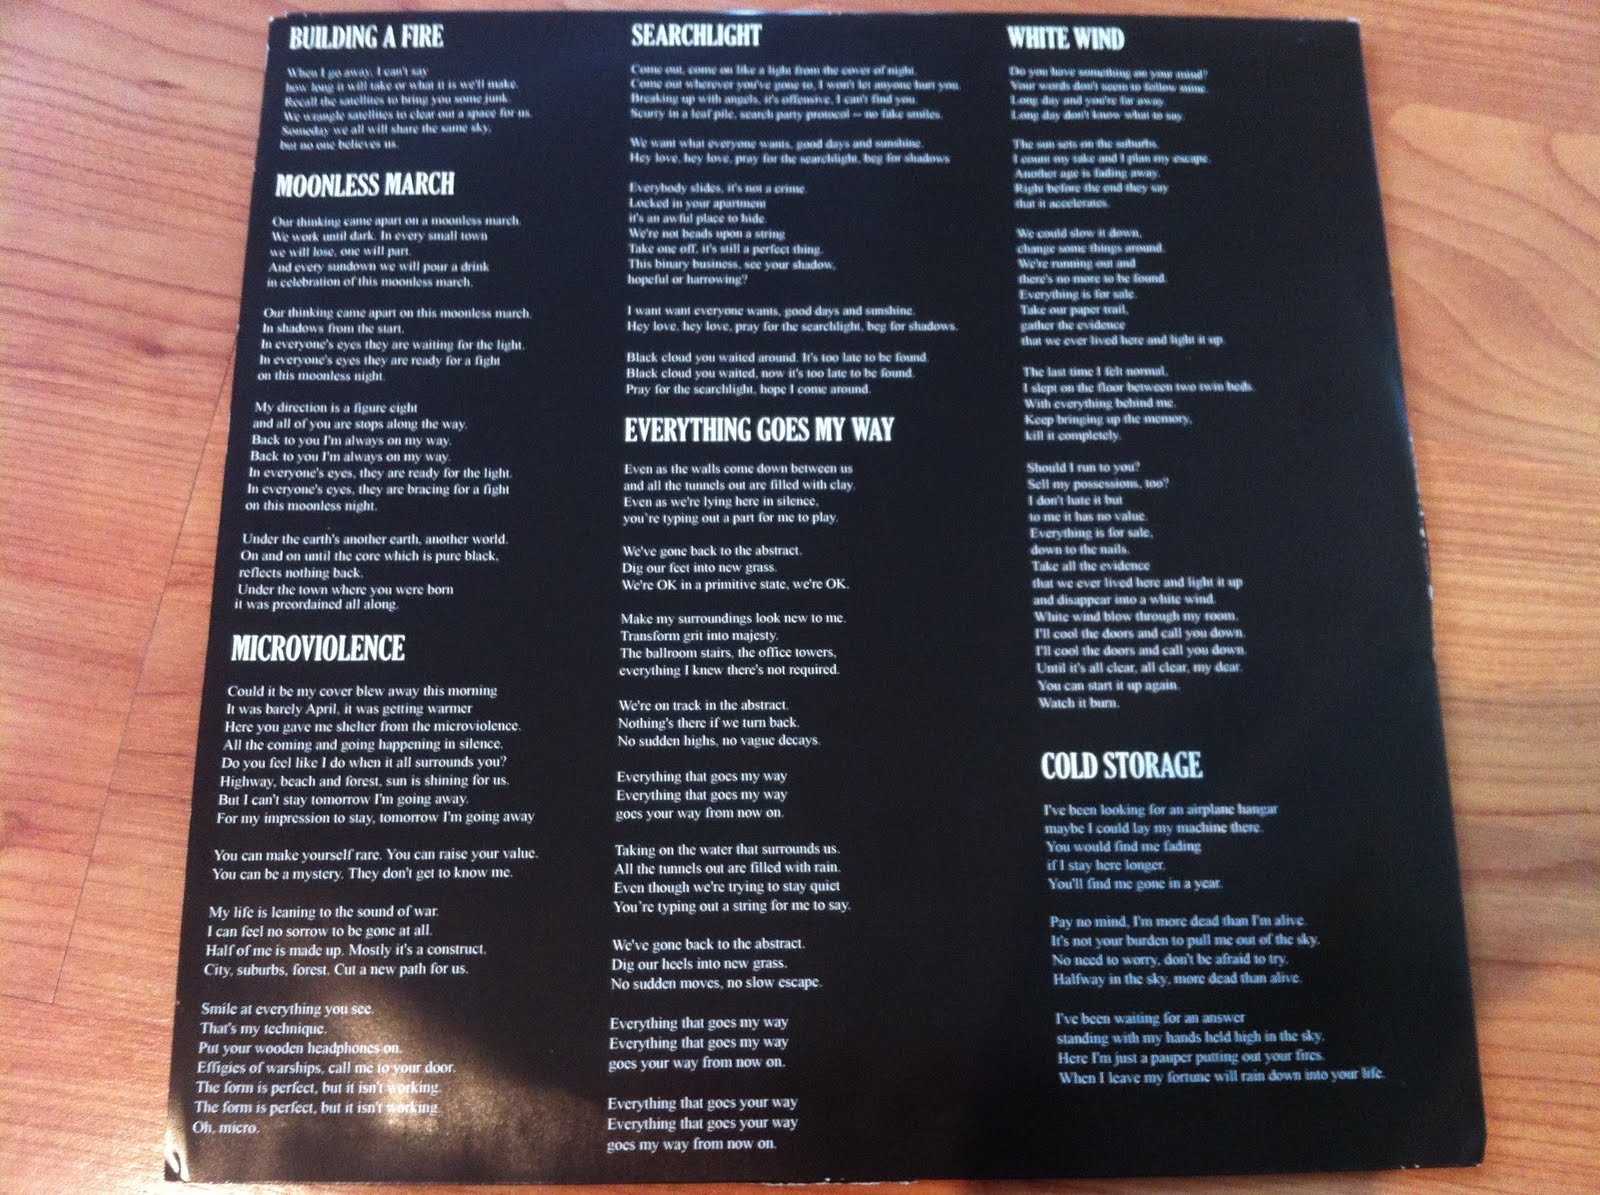 BUILDING A FIRE
When I go away, I can't say
how long it will take or what it is we'll make.
Recall the satellites to bring you some junk.
We wrangle satellites to clear out a space for us.
Someday we all will share the same sky,
but no one believes us.
MOONLESS MARCH
Our thinking came apart on a moonless march.
We work until dark. In every small town
we will lose, one will part.
And every sundown we will pour a drink
in celebration of this moonless march.
Our thinking came apart on this moonless march.
In shadows from the start.
In everyone's eyes they are waiting for the light.
In everyone's eyes they are ready for a fight
on this moonless night.
My direction is a figure eight
and all of you are stops along the way.
Back to you I'm always on my way.
Back to you I'm always on my way.
In everyone's eyes, they are ready for the light.
In everyone's eyes, they are bracing for a fight
on this moonless night.
Under the earth's another earth, another world.
On and on until the core which is pure black,
reflects nothing back.
Under the town where you were born
it was preordained all along.
MICROVIOLENCE
Could it be my cover blew away this morning
It was barely April, it was getting warmer
Here you gave me shelter from the microviolence.
All the coming and going happening in silence.
Do you feel like I do when it all surrounds you?
Highway, beach and forest, sun is shining for us.
But I can't stay tomorrow I'm going away.
For my impression to stay, tomorrow I'm going away
You can make yourself rare. You can raise your value.
You can be a mystery. They don't get to know me.
My life is leaning to the sound of war.
I can feel no sorrow to be gone at all.
Half of me is made up. Mostly it's a construct.
City, suburbs, forest. Cut a new path for us.
Smile at everything you see.
That's my technique.
Put your wooden headphones on.
Effigies of warships, call me to your door.
The form is perfect, but it isn't working.
The form is perfect, but it isn't working
Oh, micro.
SEARCHLIGHT
Come out, come on like a light from the cover of night.
Come out wherever you've gone to, I won't let anyone hurt you.
Breaking up with angels, it's offensive, I can't find you.
Scurry in a leaf pile, search party protocol -- no fake smiles.
We want what everyone wants, good days and sunshine.
Hey love, hey love, pray for the searchlight, beg for shadows
Everybody slides, it's not a crime.
Locked in your apartment
it's an awful place to hide.
We're not beads upon a string
Take one off, it's still a perfect thing.
This binary business, see your shadow,
hopeful or harrowing?
I want want everyone wants, good days and sunshine.
Hey love, hey love, pray for the searchlight, beg for shadows.
Black cloud you waited around. It's too late to be found.
Black cloud you waited, now it's too late to be found.
Pray for the searchlight, hope I come around.
EVERYTHING GOES MY WAY
Even as the walls come down between us
and all the tunnels out are filled with clay.
Even as we're lying here in silence,
you're typing out a part for me to play.
We've gone back to the abstract.
Dig our feet into new grass.
We're OK in a primitive state, we're OK.
Make my surroundings look new to me.
Transform grit into majesty.
The ballroom stairs, the office towers,
everything I knew there's not required.
We're on track in the abstract.
Nothing's there if we turn back.
No sudden highs, no vague decays.
Everything that goes my way
Everything that goes my way
goes your way from now on.
Taking on the water that surrounds us.
All the tunnels out are filled with rain.
Even though we're trying to stay quiet
You're typing out a string for me to say.
We've gone back to the abstract.
Dig our heels into new grass.
No sudden moves, no slow escape.
Everything that goes my way
Everything that goes my way
goes your way from now on.
Everything that goes your way
Everything that goes your way
goes my way from now on.
WHITE WIND
Do you have something on your mind?
Your words don't seem to follow mine.
Long day and you're far away.
Long day don't know what to say.
The sun sets on the suburbs.
I count my take and I plan my escape.
Another age is fading away.
Right before the end they say
that it accelerates.
We could slow it down,
change some things around.
We're running out and
there's no more to be found.
Everything is for sale.
Take our paper trail,
gather the evidence
that we ever lived here and light it up.
The last time I felt normal,
I slept on the floor between two twin beds.
With everything behind me.
Keep bringing up the memory,
kill it completely.
Should I run to you?
Sell my possessions, too?
I don't hate it but
to me it has no value.
Everything is for sale,
down to the nails.
Take all the evidence
that we ever lived here and light it up
and disappear into a white wind.
White wind blow through my room.
I'll cool the doors and call you down.
I'll cool the doors and call you down.
Until it's all clear, all clear, my dear.
You can start it up again.
Watch it burn.
COLD STORAGE
I've been looking for an airplane hangar
maybe I could lay my machine there.
You would find me fading
if I stay here longer.
You'll find me gone in a year.
Pay no mind, I'm more dead than I'm alive.
It's not your burden to pull me out of the sky.
No need to worry, don't be afraid to try.
Halfway in the sky, more dead than alive.
I've been waiting for an answer
standing with my hands held high in the sky.
Here I'm just a pauper putting out your fires.
When I leave my fortune will rain down into your life.